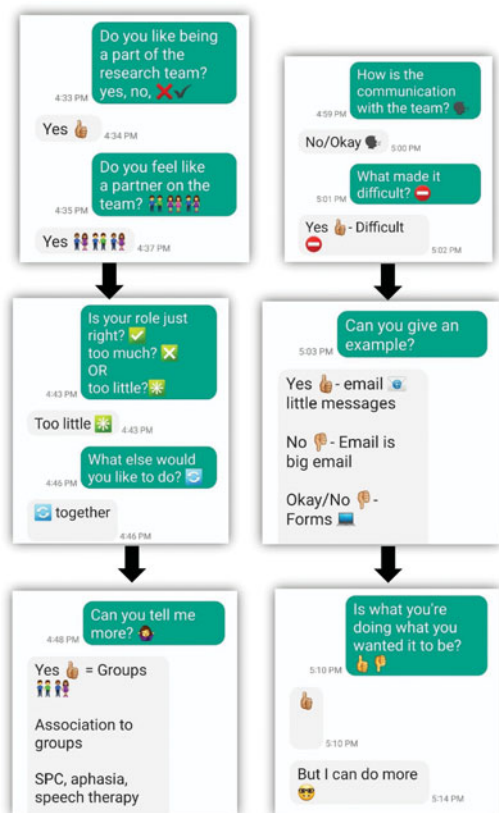 Do you like being
a part of the
research team?
yes, no, ❌✔
4:33 PM
Yes 👍🏽 4:34 PM
Do you feel like
a partner on the
team? 👫👭👫
4:35 PM
Yes 👫👫👫 4:37 PM
Is your role just
right? ✅
too much? ❎
OR
too little? ✳️
4:43 PM
Too little ✳️ 4:43 PM
What else would
you like to do? 🔄
4:46 PM
🔄 together
4:46 PM
Can you tell me
more? 🤷🏽‍♀️
4:48 PM
Yes 👍🏽 = Groups
👫👫
Association to
groups
SPC, aphasia,
speech therapy
How is the
communication
with the team? 🗣
4:59 PM
No/Okay 🗣 5:00 PM
What made it
difficult? ⛔
5:01 PM
Yes 👍🏽- Difficult
⛔
5:02 PM
Can you give an
example?
5:03 PM
Yes 👍🏽- email 📧
little messages
No 👎🏽- Email is
big email
Okay/No 👎🏽-
Forms 💻
Is what you're
doing what you
wanted it to be?
👍🏽👎🏽
5:10 PM
👍🏽
5:10 PM
But I can do more
😎
5:14 PM